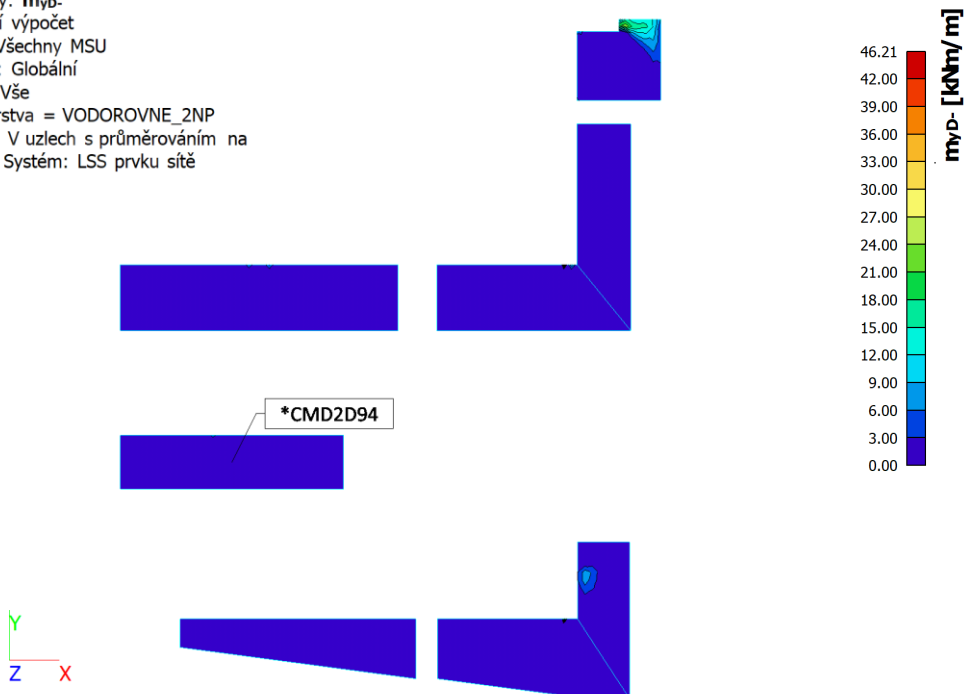 y: myD-
í výpočet
Všechny MSU
: Globální
Vše
rstva = VODOROVNE_2NP
V uzlech s průměrováním na
Systém: LSS prvku sítě
myD- [kNm/m]
46.21
42.00
39.00
36.00
33.00
30.00
27.00
24.00
21.00
18.00
15.00
12.00
9.00
6.00
3.00
0.00
*CMD2D94
Y
Z X